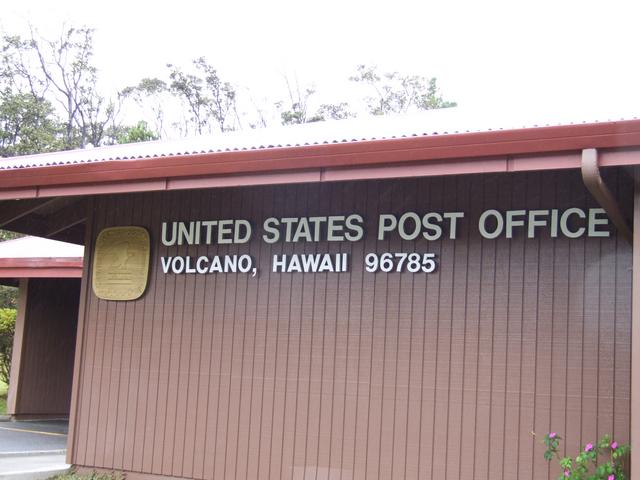 UNITED STATES POST OFFICE
VOLCANO, HAWAII 96785